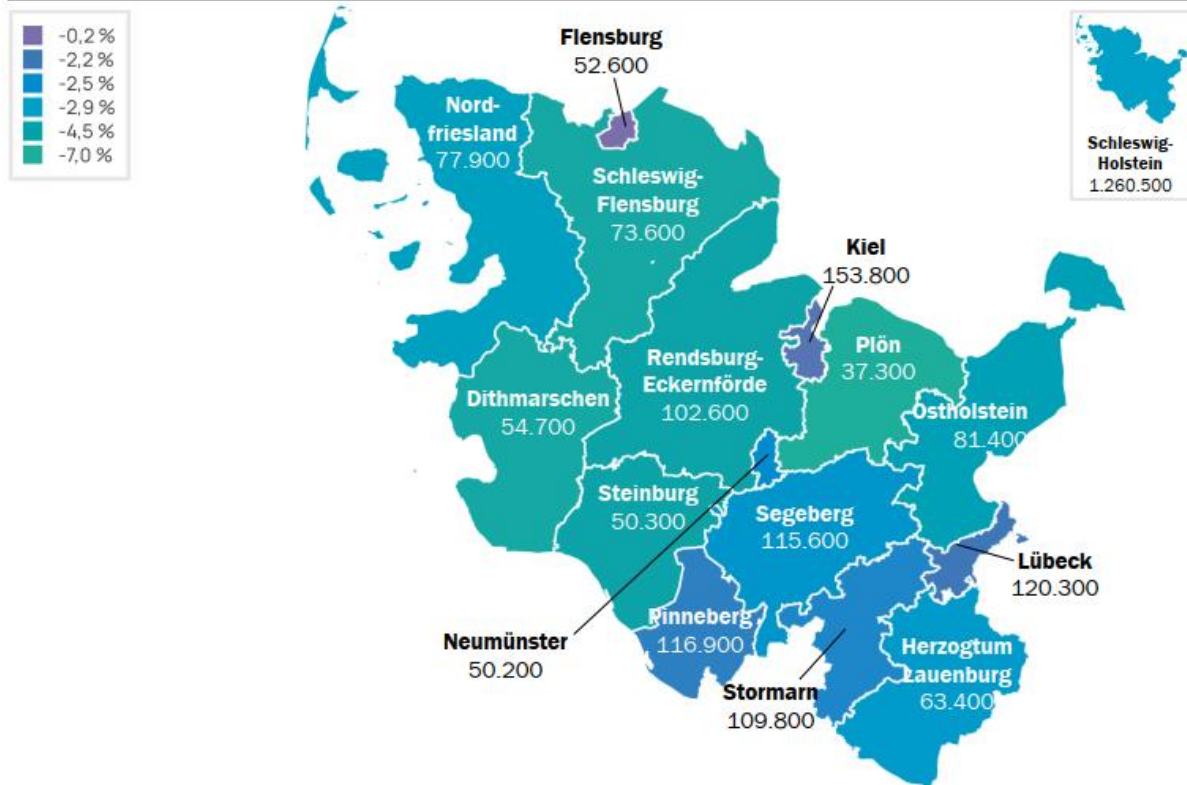 -0,2 %
-2,2 %
-2,5 %
-2,9 %
-4,5 %
-7,0 %
Flensburg
52.600
Nord-
friesland
77.900
Schleswig-
Flensburg
73.600
Schleswig-
Holstein
1.260.500
Kiel
153.800
Rendsburg-
Eckernförde
102.600
Plön
37.300
Dithmarschen
54.700
Ostholstein
81.400
Steinburg
50.300
Segeberg
115.600
Lübeck
120.300
Pinneberg
116.900
Neumünster
50.200
Stormarn
109.800
Herzogtum
Lauenburg
63.400